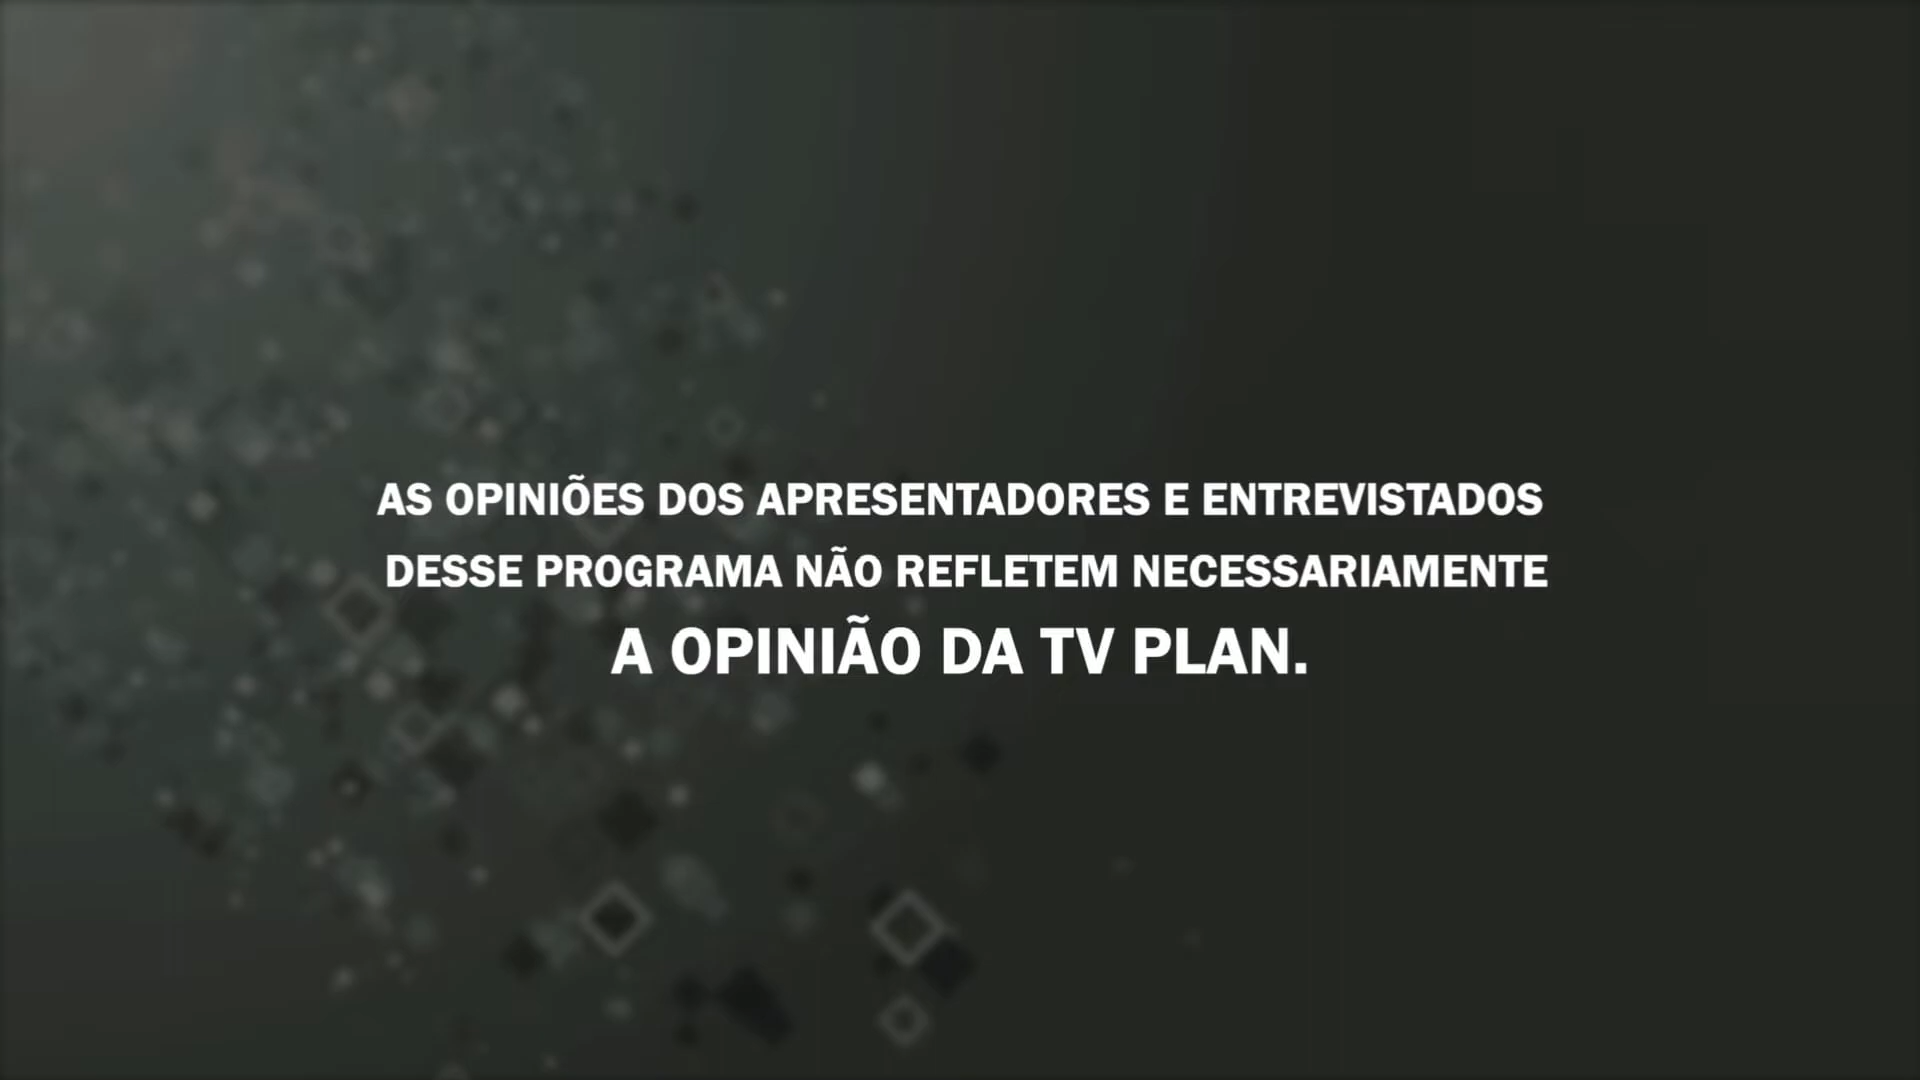 AS OPINIÕES DOS APRESENTADORES E ENTREVISTADOS
DESSE PROGRAMA NÃO REFLETEM NECESSARIAMENTE
A OPINIÃO DA TV PLAN.